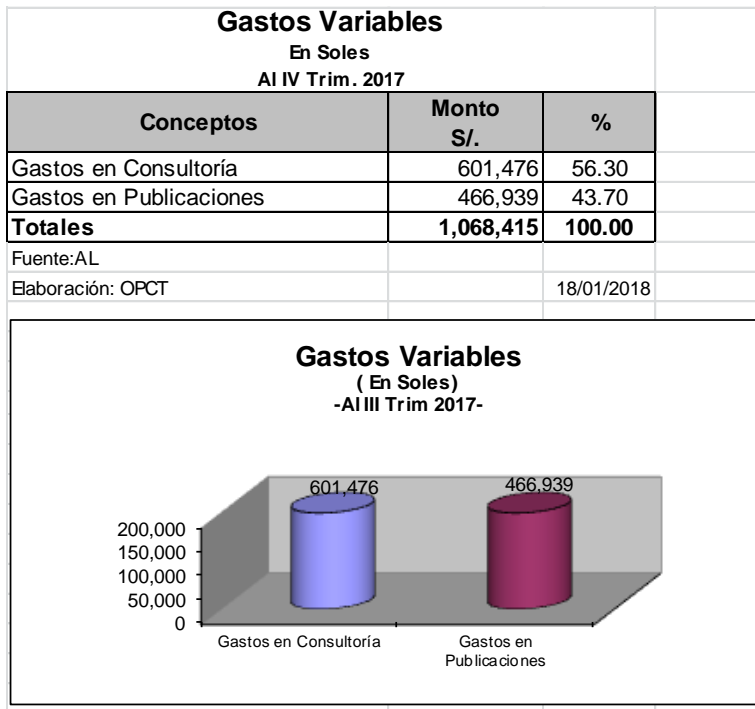 Gastos Variables
En Soles
Al IV Trim. 2017
Conceptos Monto S/. %
Gastos en Consultoría 601,476 56.30
Gastos en Publicaciones 466,939 43.70
Totales 1,068,415 100.00
Fuente:AL
Elaboración: OPCT 18/01/2018
Gastos Variables
( En Soles)
-Al III Trim 2017-
601,476 466,939
200,000
150,000
100,000
50,000
0
Gastos en Consultoría Gastos en
Publicaciones